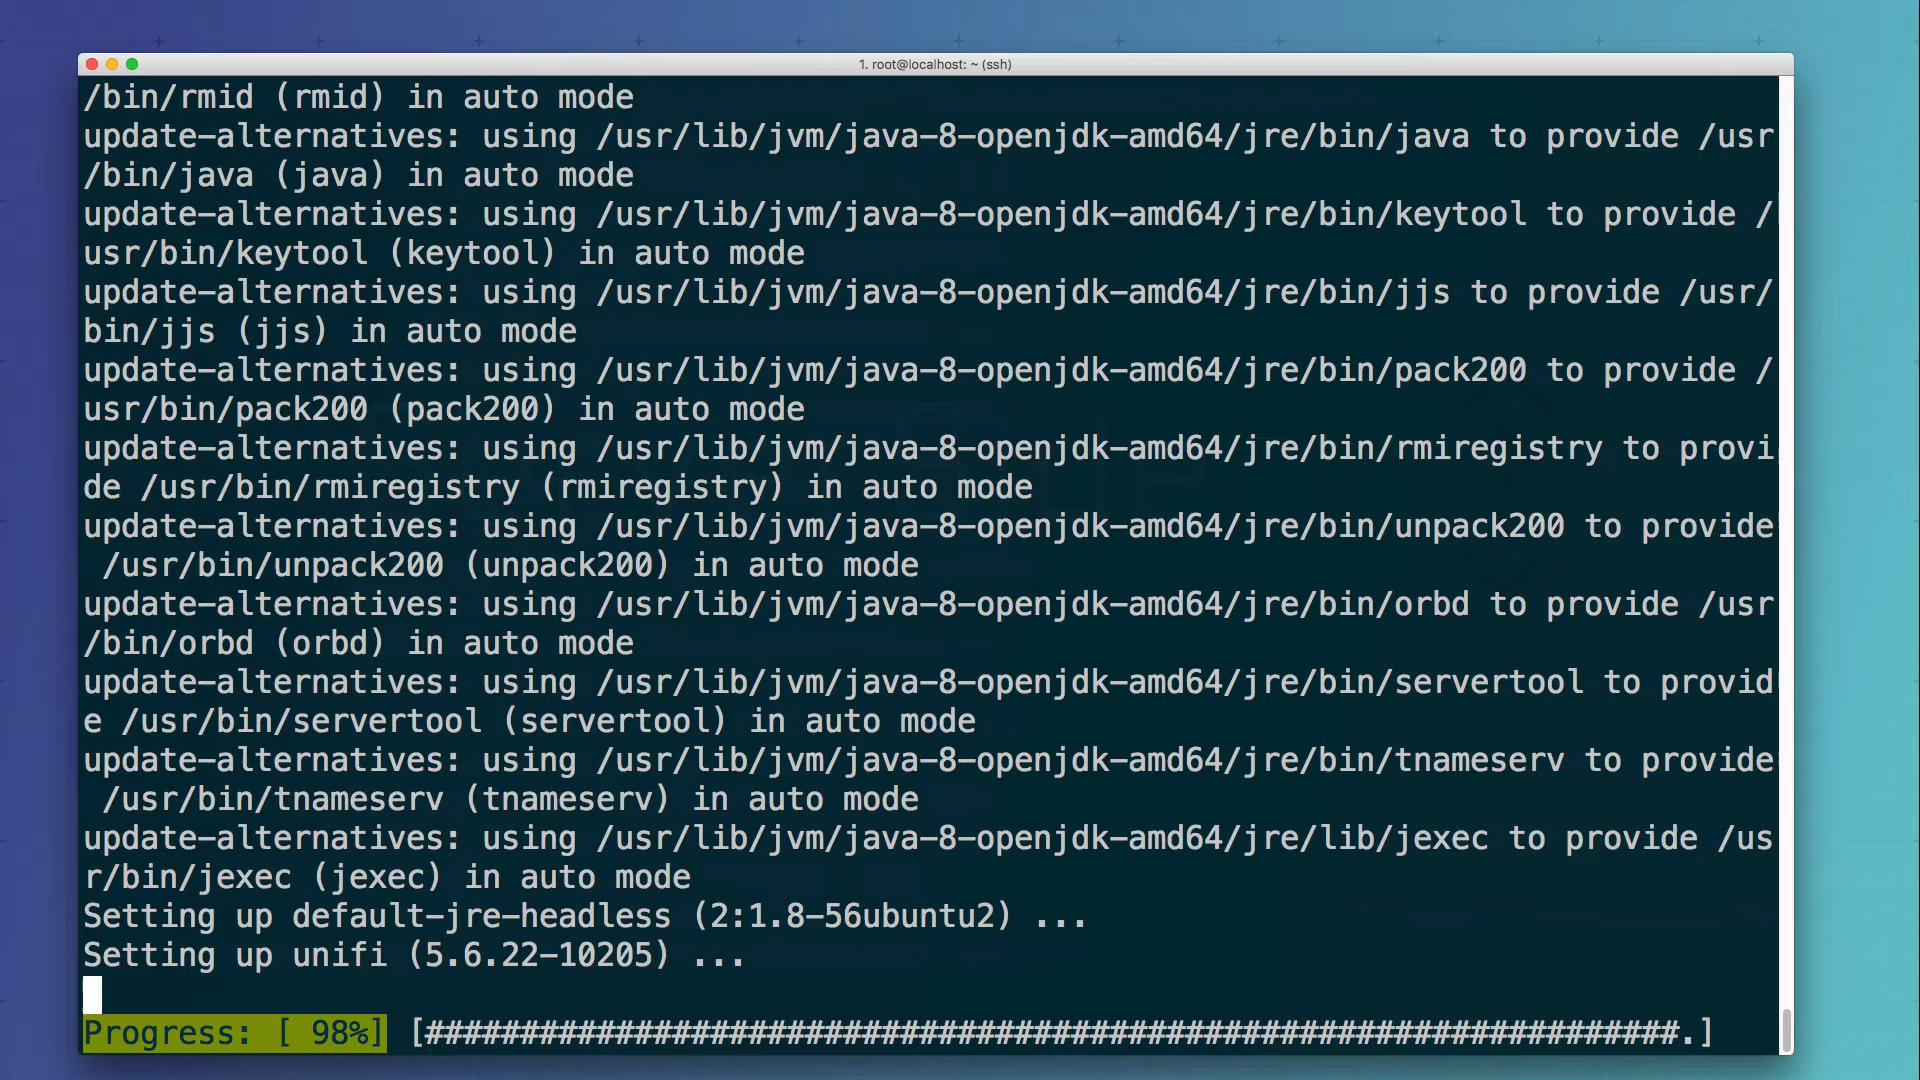 1. root@localhost: ~ (ssh)
/bin/rmid (rmid) in auto mode
update-alternatives: using /usr/lib/jvm/java-8-openjdk-amd64/jre/bin/java to provide /usr
/bin/java (java) in auto mode
update-alternatives: using /usr/lib/jvm/java-8-openjdk-amd64/jre/bin/keytool to provide /
usr/bin/keytool (keytool) in auto mode
update-alternatives: using /usr/lib/jvm/java-8-openjdk-amd64/jre/bin/jjs to provide /usr/
bin/jjs (jjs) in auto mode
update-alternatives: using /usr/lib/jvm/java-8-openjdk-amd64/jre/bin/pack200 to provide /
usr/bin/pack200 (pack200) in auto mode
update-alternatives: using /usr/lib/jvm/java-8-openjdk-amd64/jre/bin/rmiregistry to provi
de /usr/bin/rmiregistry (rmiregistry) in auto mode
update-alternatives: using /usr/lib/jvm/java-8-openjdk-amd64/jre/bin/unpack200 to provide
 /usr/bin/unpack200 (unpack200) in auto mode
update-alternatives: using /usr/lib/jvm/java-8-openjdk-amd64/jre/bin/orbd to provide /usr
/bin/orbd (orbd) in auto mode
update-alternatives: using /usr/lib/jvm/java-8-openjdk-amd64/jre/bin/servertool to provid
e /usr/bin/servertool (servertool) in auto mode
update-alternatives: using /usr/lib/jvm/java-8-openjdk-amd64/jre/bin/tnameserv to provide
 /usr/bin/tnameserv (tnameserv) in auto mode
update-alternatives: using /usr/lib/jvm/java-8-openjdk-amd64/jre/lib/jexec to provide /us
r/bin/jexec (jexec) in auto mode
Setting up default-jre-headless (2:1.8-56ubuntu2) ...
Setting up unifi (5.6.22-10205) ...
Progress: [ 98%] [##################################################################.]